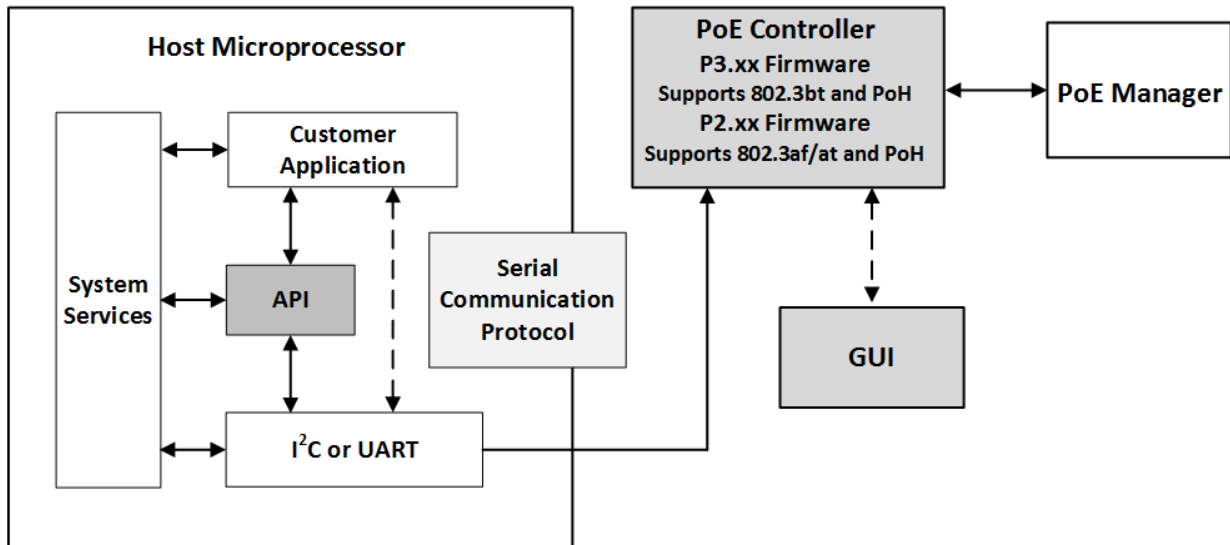 Host Microprocessor
System
Services
Customer
Application
API
I²C or UART
Serial
Communication
Protocol
PoE Controller
P3.xx Firmware
Supports 802.3bt and PoH
P2.xx Firmware
Supports 802.3af/at and PoH
PoE Manager
GUI